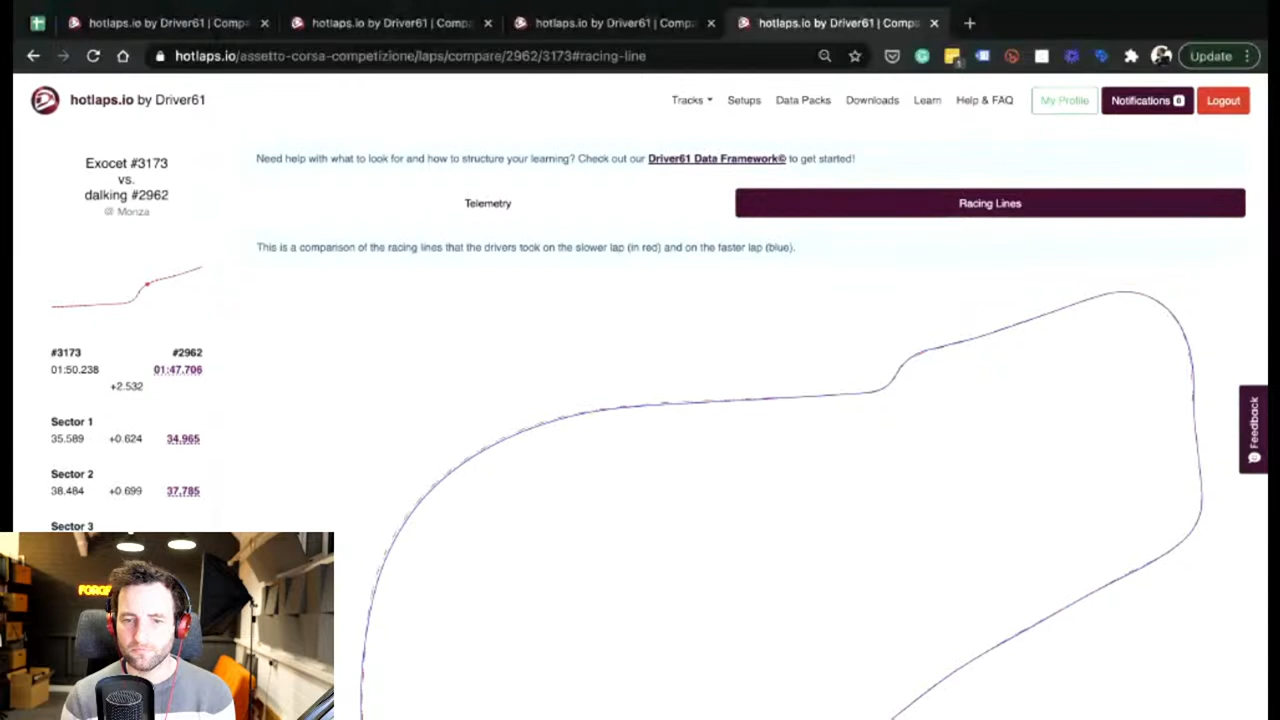 hotlaps.io by Driver61 | Compa
hotlaps.io by Driver61 | Compa
hotlaps.io by Driver61 | Compa
hotlaps.io by Driver61 | Compa
hotlaps.io/assetto-corsa-competizione/laps/compare/2962/3173#racing-line
Update
hotlaps.io by Driver61
Tracks
Setups
Data Packs
Downloads
Learn
Help & FAQ
My Profile
Notifications 0
Logout
Exocet #3173
vs.
dalking #2962
@ Monza
Need help with what to look for and how to structure your learning? Check out our Driver61 Data Framework© to get started!
Telemetry
Racing Lines
This is a comparison of the racing lines that the drivers took on the slower lap (in red) and on the faster lap (blue).
#3173 #2962
01:50.238 01:47.706
+2.532
Sector 1
35.589 +0.624 34.965
Sector 2
38.484 +0.699 37.785
Sector 3
Feedback